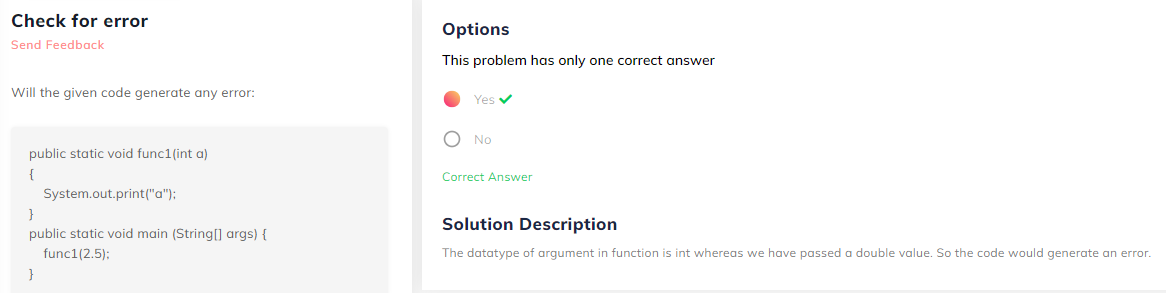 Check for error
Send Feedback
Will the given code generate any error:
public static void func1(int a)
{
System.out.print("a");
}
public static void main (String[] args) {
func1(2.5);
}
Options
This problem has only one correct answer
Yes
No
Correct Answer
Solution Description
The datatype of argument in function is int whereas we have passed a double value. So the code would generate an error.